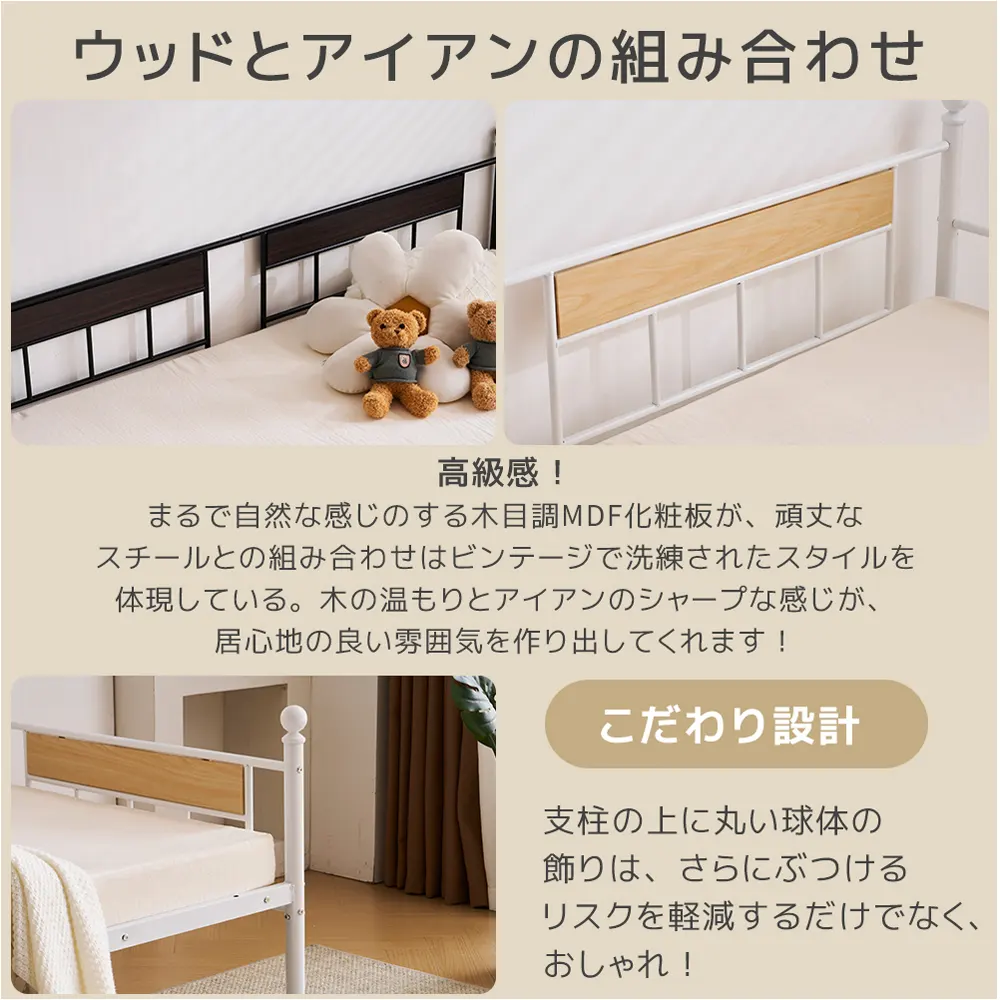 ウッドとアイアンの組み合わせ
高級感！
まるで自然な感じのする木目調MDF化粧板が、頑丈な
スチールとの組み合わせはビンテージで洗練されたスタイルを
体現している。木の温もりとアイアンのシャープな感じが、
居心地の良い雰囲気を作り出してくれます！
こだわり設計
支柱の上に丸い球体の
飾りは、さらにぶつける
リスクを軽減するだけでなく、
おしゃれ！